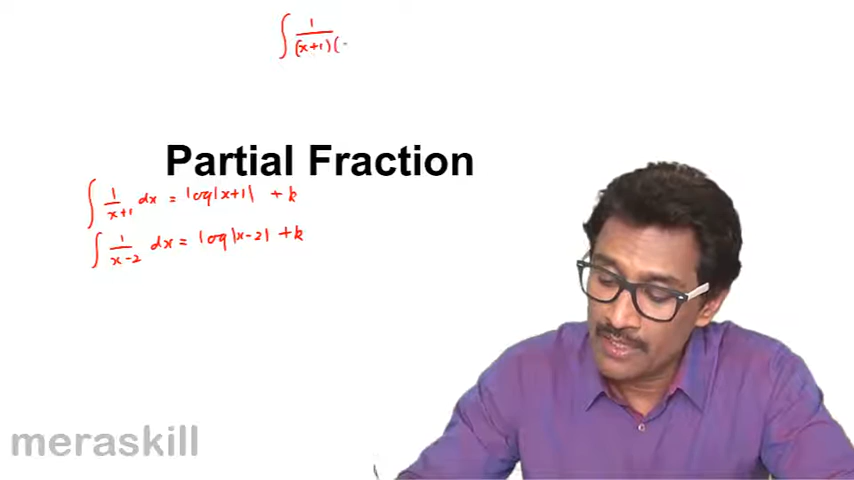 ∫ 1/(x+1)(
Partial Fraction
∫ 1/x+1 dx = log|x+1| + k
∫ 1/x-2 dx = log|x-2| + k
meraskill